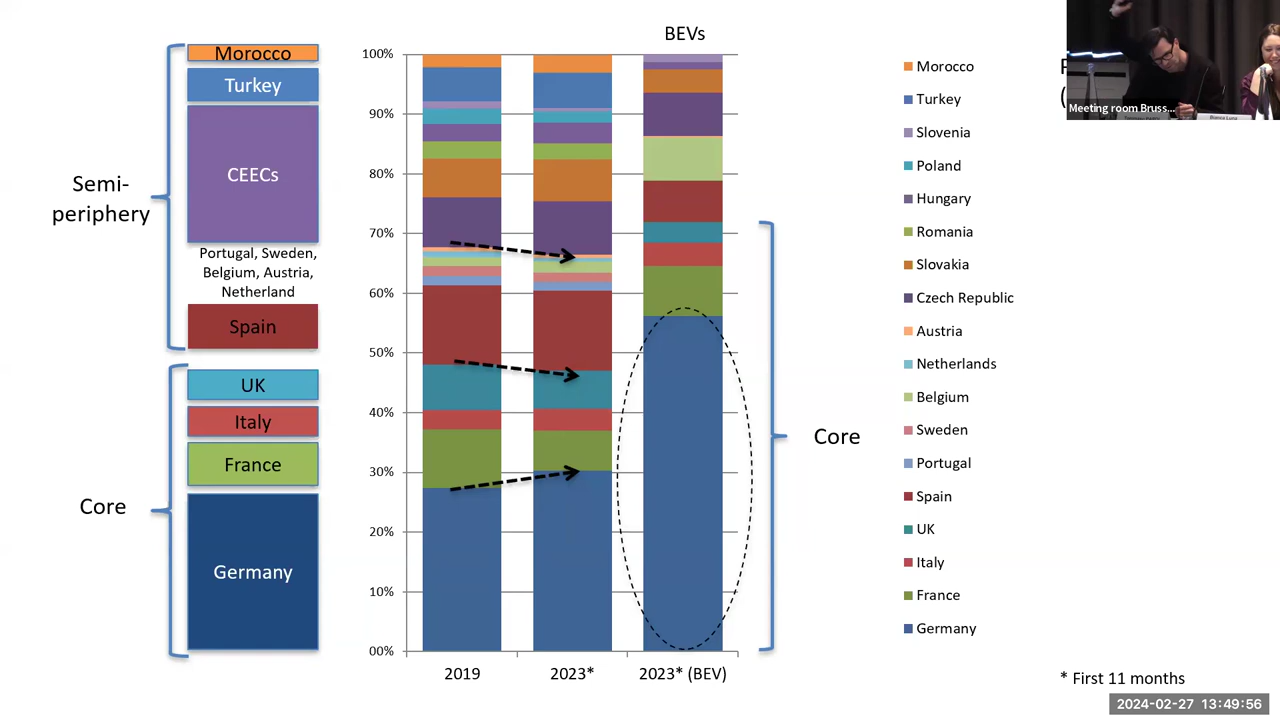 BEVs
Morocco
Turkey
CEECs
Semi-
periphery
Portugal, Sweden,
Belgium, Austria,
Netherland
Spain
UK
Italy
France
Core
Germany
100%
90%
80%
70%
60%
50%
40%
30%
20%
10%
00%
2019
2023*
2023* (BEV)
Core
Morocco
Turkey
Slovenia
Poland
Hungary
Romania
Slovakia
Czech Republic
Austria
Netherlands
Belgium
Sweden
Portugal
Spain
UK
Italy
France
Germany
Meeting room Bruss...
* First 11 months
2024-02-27 13:49:56